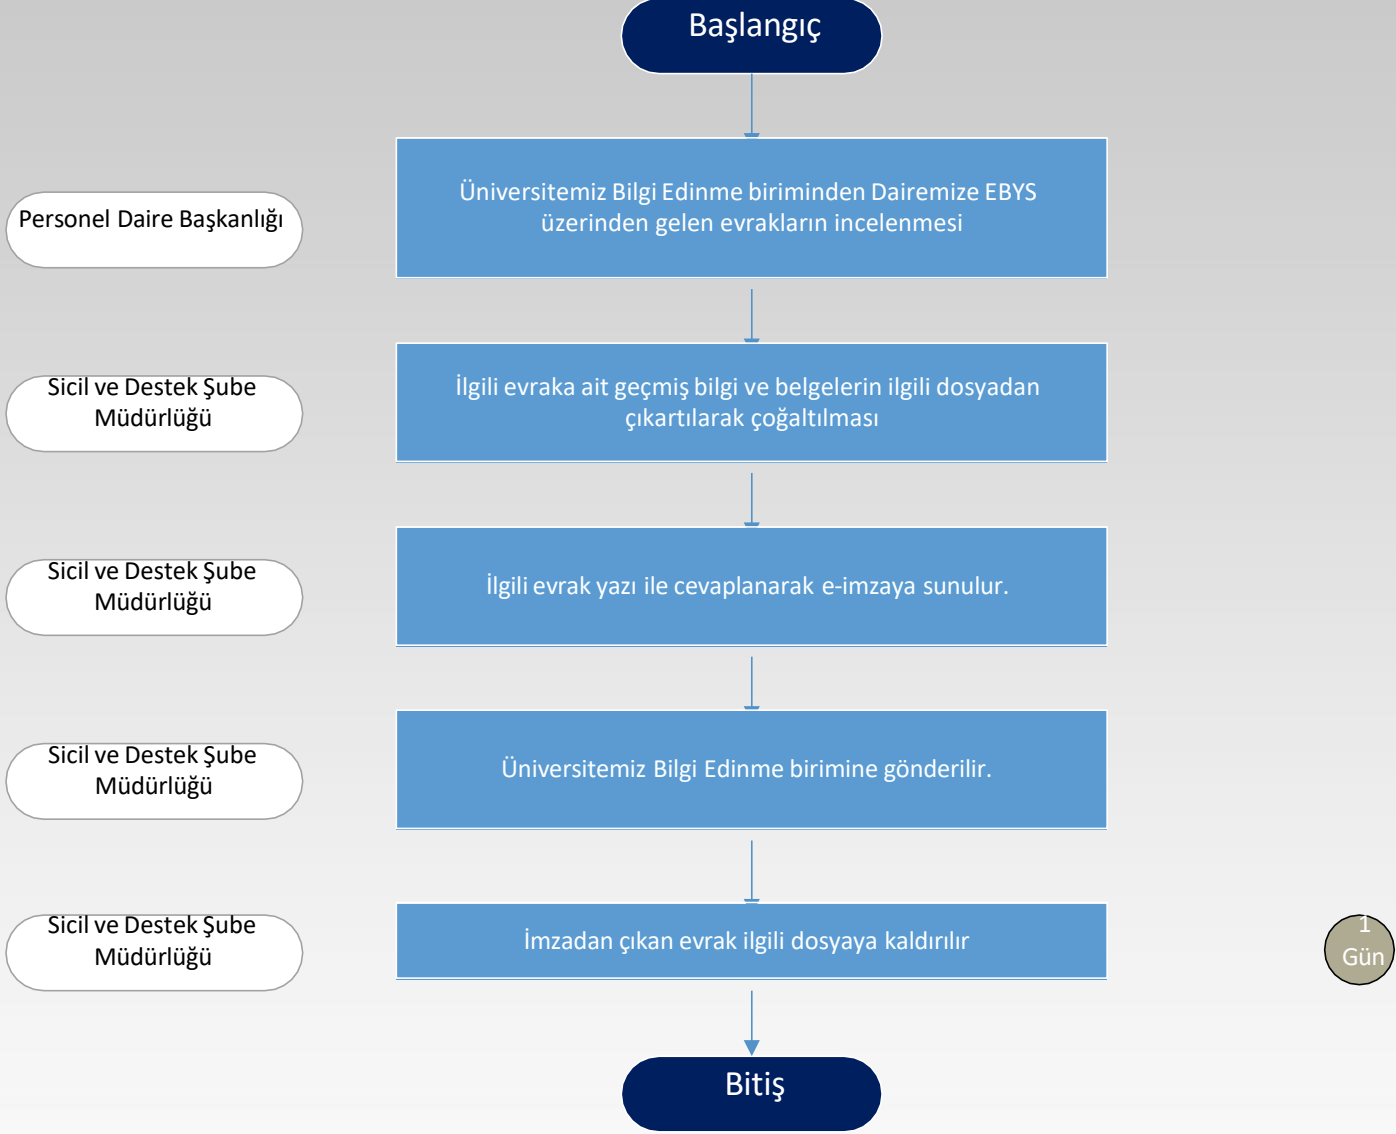 Başlangıç
Personel Daire Başkanlığı
Üniversitemiz Bilgi Edinme biriminden Dairemize EBYS
üzerinden gelen evrakların incelenmesi
Sicil ve Destek Şube
Müdürlüğü
İlgili evraka ait geçmiş bilgi ve belgelerin ilgili dosyadan
çıkartılarak çoğaltılması
Sicil ve Destek Şube
Müdürlüğü
İlgili evrak yazı ile cevaplanarak e-imzaya sunulur.
Sicil ve Destek Şube
Müdürlüğü
Üniversitemiz Bilgi Edinme birimine gönderilir.
Sicil ve Destek Şube
Müdürlüğü
İmzadan çıkan evrak ilgili dosyaya kaldırılır
1
Gün
Bitiş